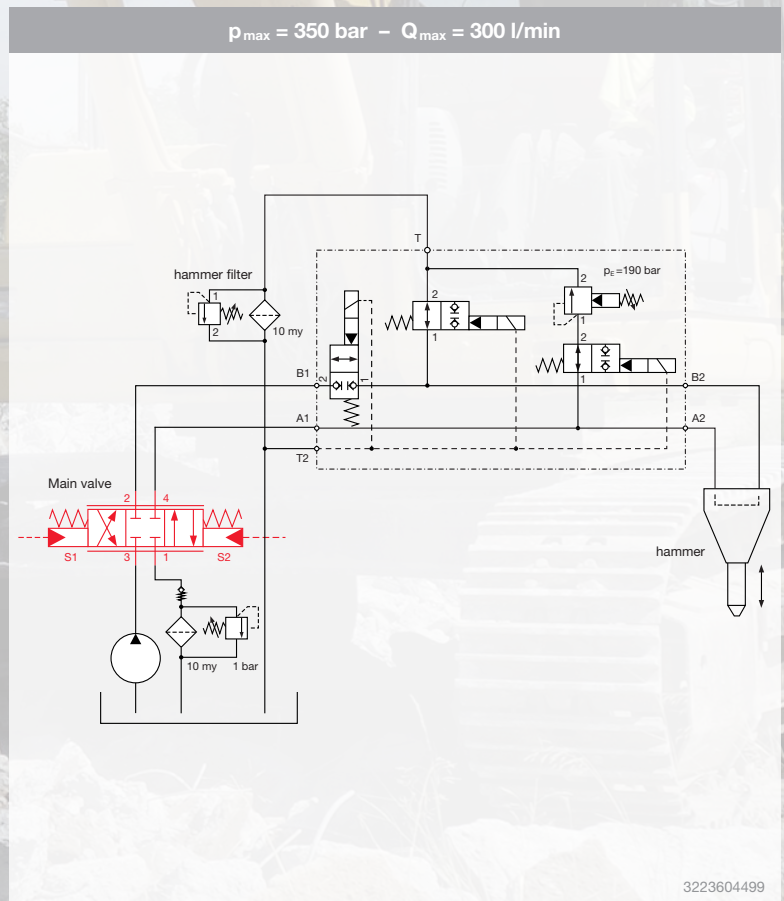 pmax = 350 bar – Qmax = 300 l/min
T
hammer filter
pE=190 bar
1
2
10 my
2
1
2
1
2
1
B1
2
1
B2
A1
A2
T2
Main valve
2
4
S1
3
1
S2
hammer
10 my
1 bar
3223604499